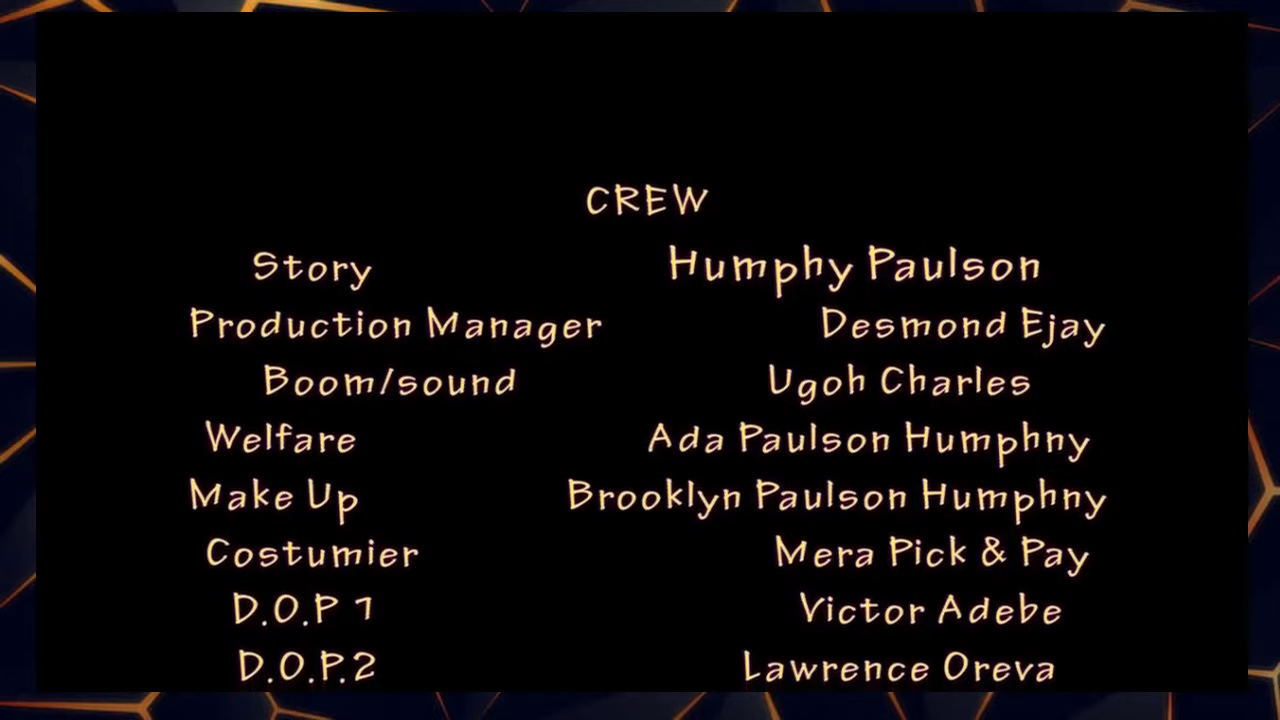 CREW
Story Humphy Paulson
Production Manager Desmond Ejay
Boom/sound Ugoh Charles
Welfare Ada Paulson Humphny
Make Up Brooklyn Paulson Humphny
Costumier Mera Pick & Pay
D.O.P 1 Victor Adebe
D.O.P.2 Lawrence Oreva